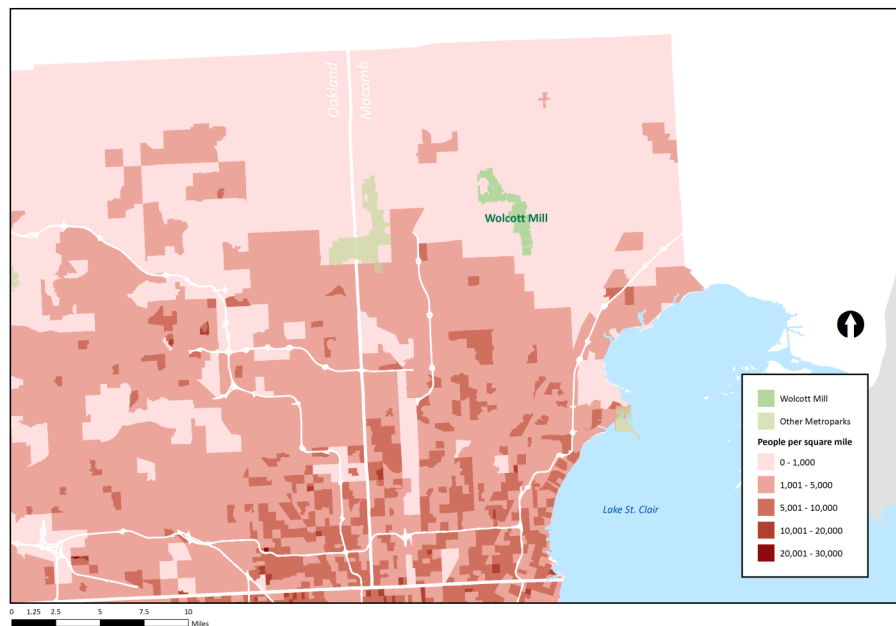 Oakland
Macomb
Wolcott Mill
Lake St. Clair
Wolcott Mill
Other Metroparks
People per square mile
0 - 1,000
1,001 - 5,000
5,001 - 10,000
10,001 - 20,000
20,001 - 30,000
0 1.25 2.5 5 7.5 10
Miles